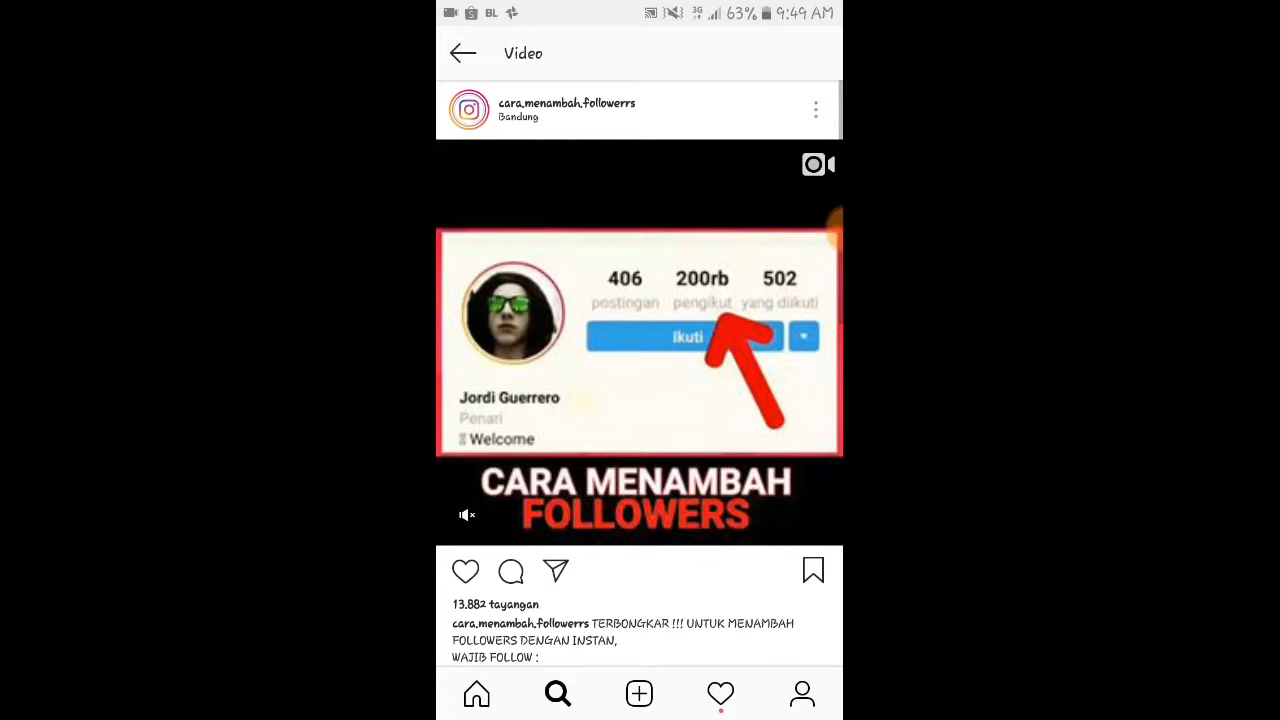 BL 3G 63% 9:49 AM
Video
cara.menambah.followerrs
Bandung
406 200rb 502
postingan pengikut yang diikuti
Ikuti
Jordi Guerrero
Penari
Welcome
CARA MENAMBAH
FOLLOWERS
13.882 tayangan
cara.menambah.followerrs TERBONGKAR !!! UNTUK MENAMBAH
FOLLOWERS DENGAN INSTAN,
WAJIB FOLLOW :